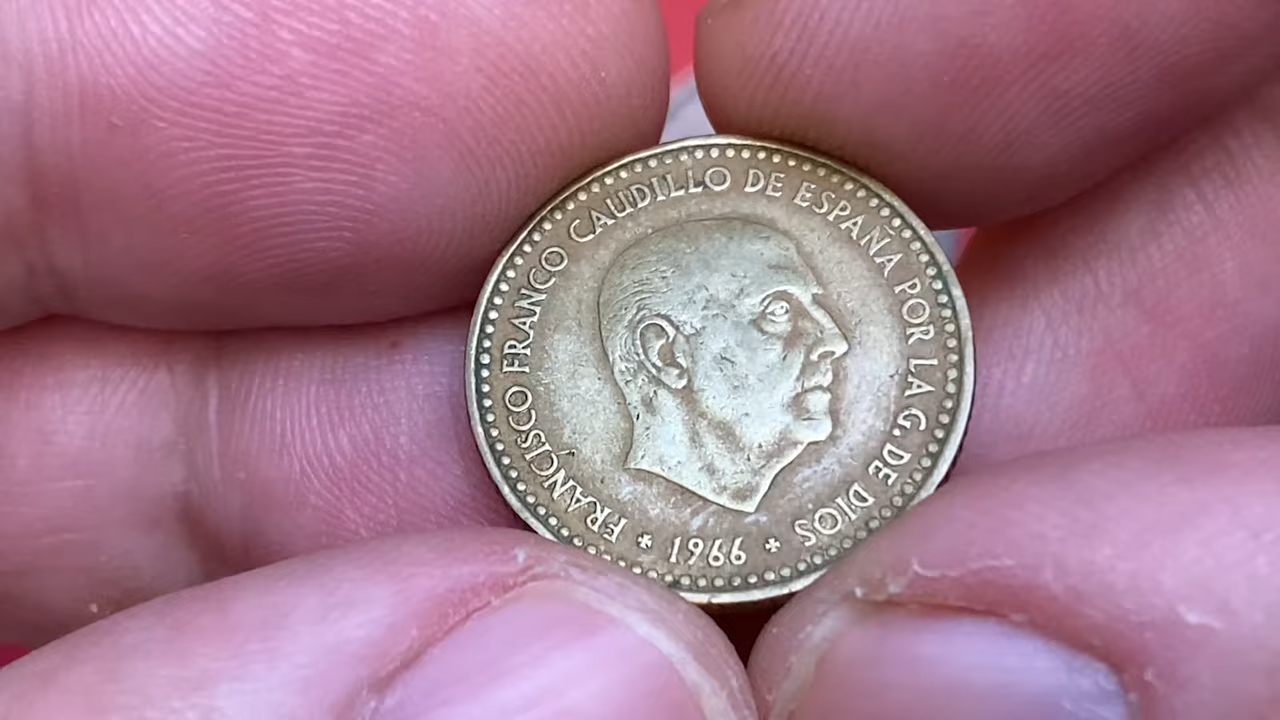 FRANCISCO FRANCO CAUDILLO DE ESPAÑA POR LA G. DE DIOS
* 1966 *